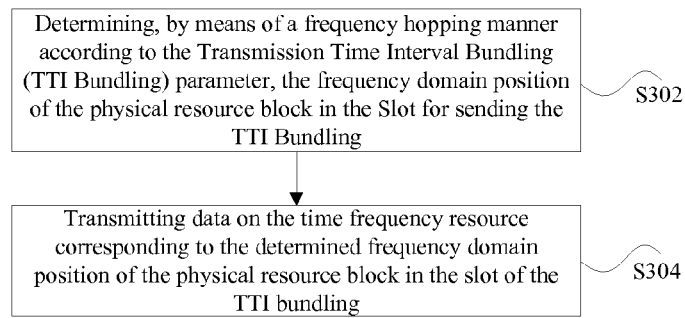 Determining, by means of a frequency hopping manner
according to the Transmission Time Interval Bundling
(TTI Bundling) parameter, the frequency domain position
of the physical resource block in the Slot for sending the
TTI Bundling
S302
Transmitting data on the time frequency resource
corresponding to the determined frequency domain
position of the physical resource block in the slot of the
TTI bundling
S304